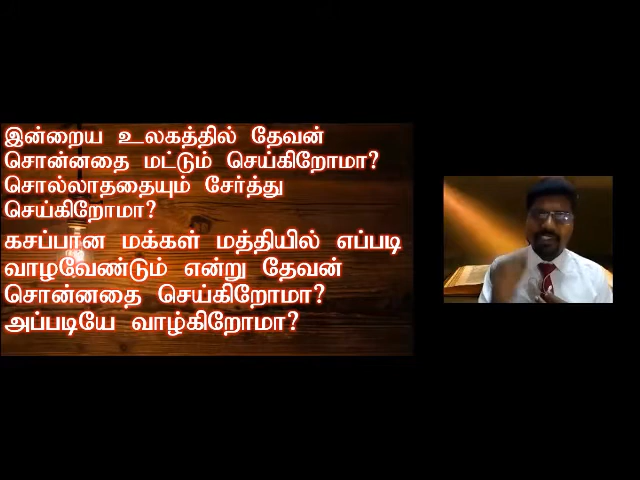 இன்றைய உலகத்தில் தேவன்
சொன்னதை மட்டும் செய்கிறோமா?
சொல்லாததையும் சேர்த்து
செய்கிறோமா?
கசப்பான மக்கள் மத்தியில் எப்படி
வாழவேண்டும் என்று தேவன்
சொன்னதை செய்கிறோமா?
அப்படியே வாழ்கிறோமா?